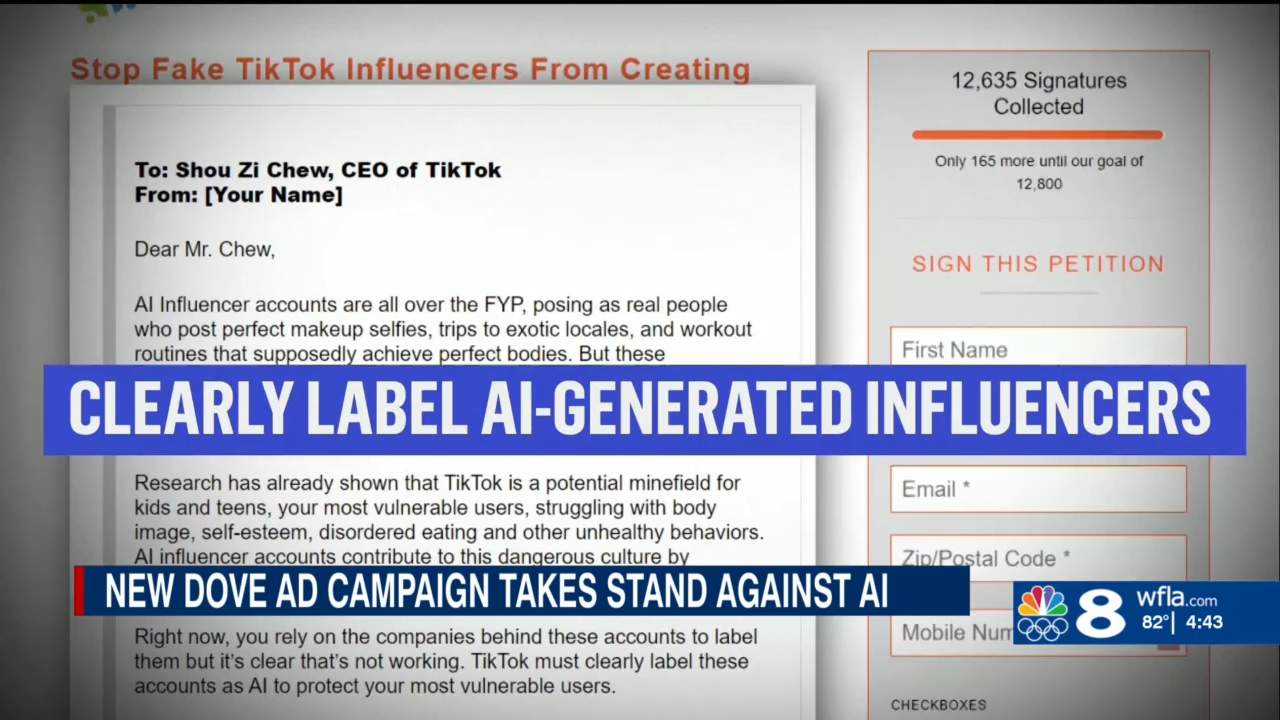 Stop Fake TikTok Influencers From Creating
To: Shou Zi Chew, CEO of TikTok
From: [Your Name]
Dear Mr. Chew,
AI Influencer accounts are all over the FYP, posing as real people
who post perfect makeup selfies, trips to exotic locales, and workout
routines that supposedly achieve perfect bodies. But these
CLEARLY LABEL AI-GENERATED INFLUENCERS
Research has already shown that TikTok is a potential minefield for
kids and teens, your most vulnerable users, struggling with body
image, self-esteem, disordered eating and other unhealthy behaviors.
AI influencer accounts contribute to this dangerous culture by
NEW DOVE AD CAMPAIGN TAKES STAND AGAINST AI
Right now, you rely on the companies behind these accounts to label
them but it's clear that's not working. TikTok must clearly label these
accounts as AI to protect your most vulnerable users.
12,635 Signatures
Collected
Only 165 more until our goal of
12,800
SIGN THIS PETITION
First Name
Email *
Zip/Postal Code *
Mobile Num
CHECKBOXES
8
wfla.com
82° 4:43